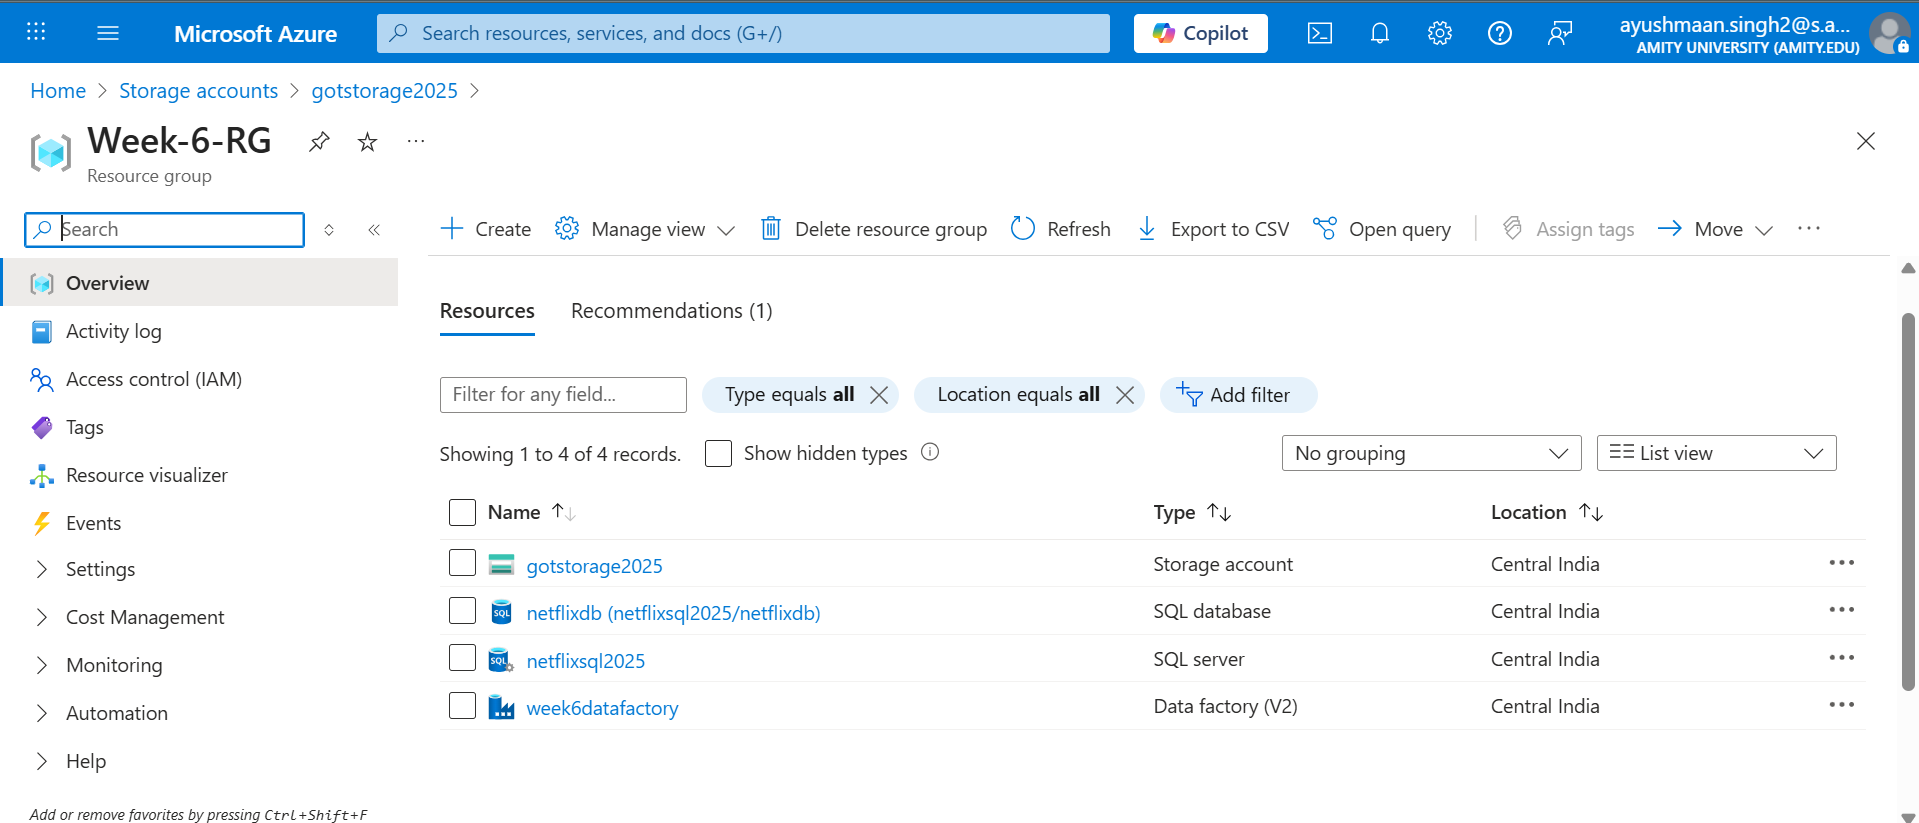 Microsoft Azure
Search resources, services, and docs (G+/)
Copilot
ayushmaan.singh2@s.a...
AMITY UNIVERSITY (AMITY.EDU)
Home > Storage accounts > gotstorage2025 >
Week-6-RG
Resource group
Search
Create
Manage view
Delete resource group
Refresh
Export to CSV
Open query
Assign tags
Move
Overview
Activity log
Access control (IAM)
Tags
Resource visualizer
Events
Settings
Cost Management
Monitoring
Automation
Help
Add or remove favorites by pressing Ctrl+Shift+F
Resources Recommendations (1)
Filter for any field...
Type equals all
Location equals all
Add filter
Showing 1 to 4 of 4 records.
Show hidden types
No grouping
List view
Name Type Location
gotstorage2025 Storage account Central India
netflixdb (netflixsql2025/netflixdb) SQL database Central India
netflixsql2025 SQL server Central India
week6datafactory Data factory (V2) Central India